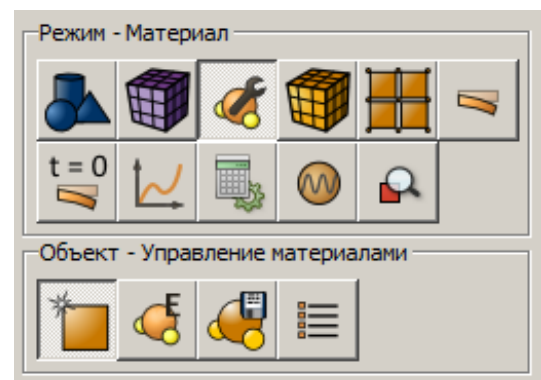 Режим - Материал
t = 0
Объект - Управление материалами
E